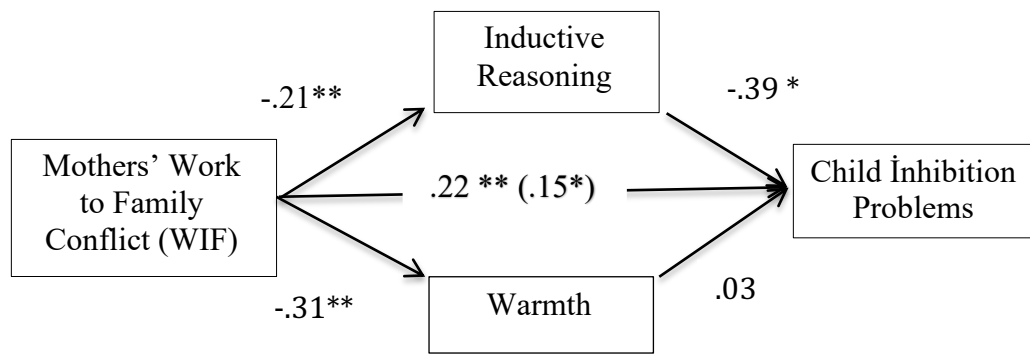 Inductive
Reasoning
-.21**
-.39 *
Mothers’ Work
to Family
Conflict (WIF)
.22 ** (.15*)
Child İnhibition
Problems
-.31**
Warmth
.03